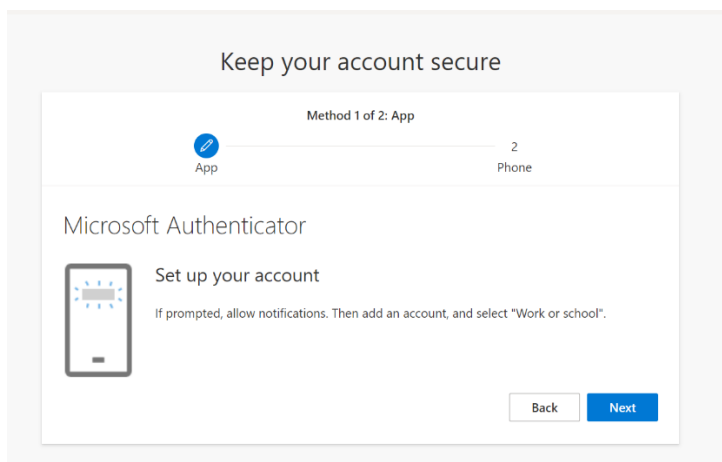 Keep your account secure
Method 1 of 2: App
App
2
Phone
Microsoft Authenticator
Set up your account
If prompted, allow notifications. Then add an account, and select "Work or school".
Back Next